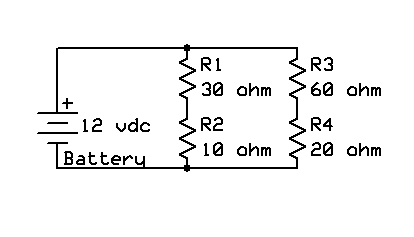 R1
30 ohm
R3
60 ohm
+
12 vdc
R2
10 ohm
R4
20 ohm
Battery